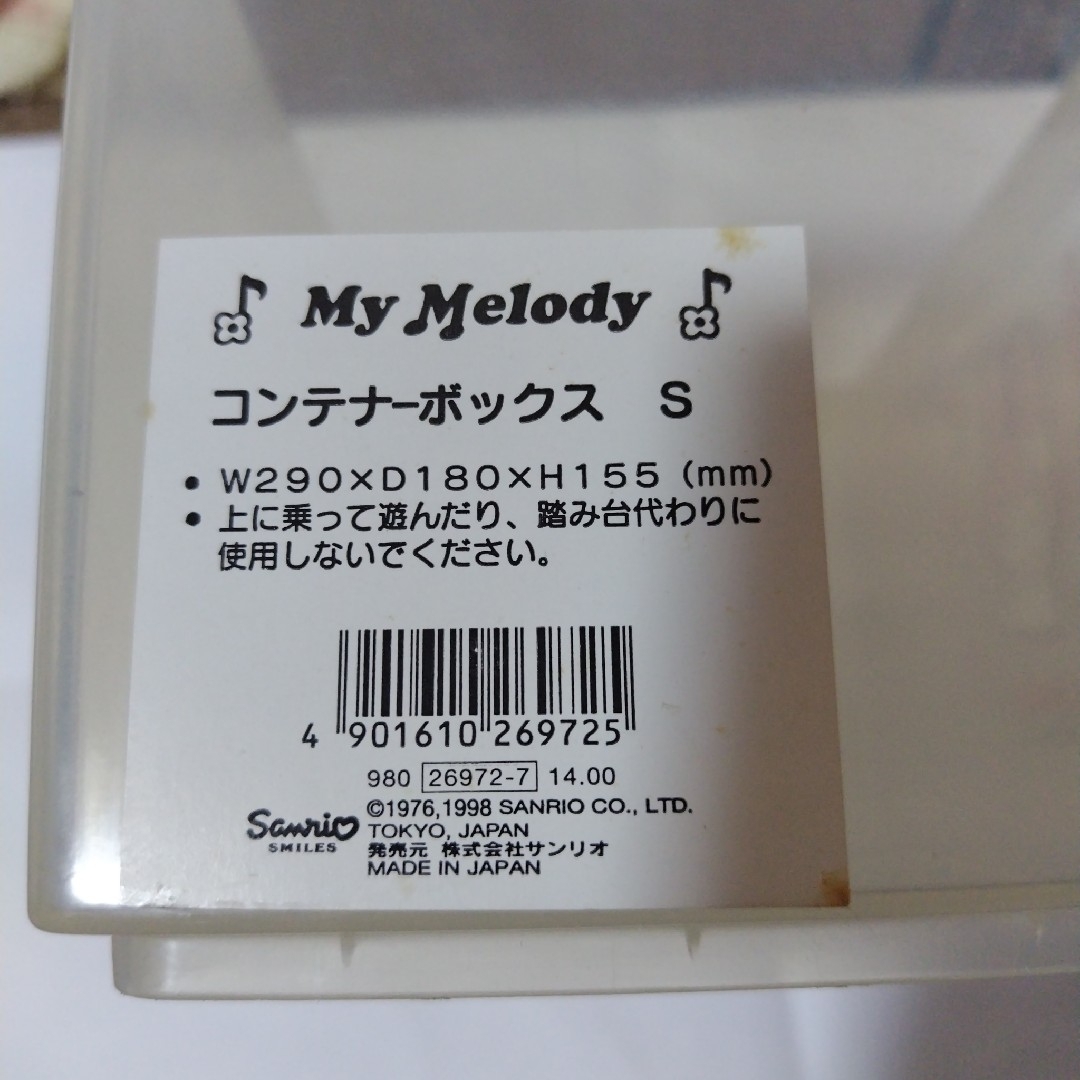 My Melody
コンテナーボックス S
• W290×D180×H155 (mm)
• 上に乗って遊んだり、踏み台代わりに
使用しないでください。
4 901610 269725
980 26972-7 14.00
©1976,1998 SANRIO CO., LTD.
Sanrio
SMILES
TOKYO, JAPAN
発売元 株式会社サンリオ
MADE IN JAPAN